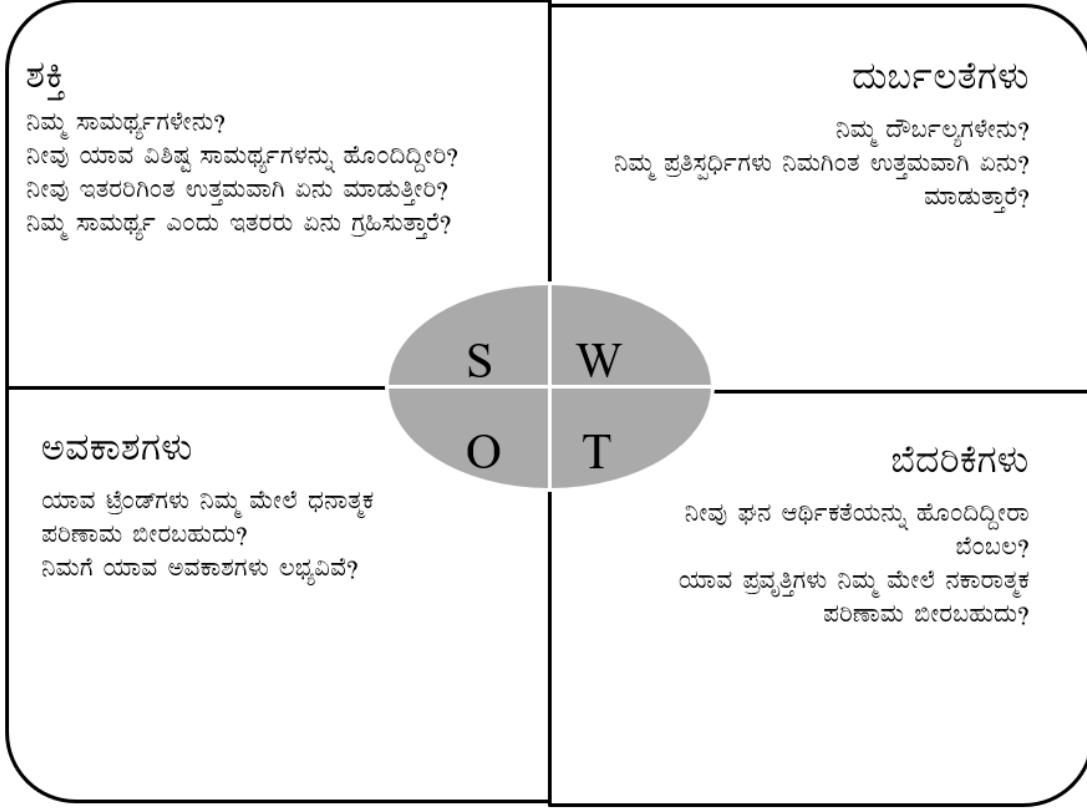 ಶಕ್ತಿ
ನಿಮ್ಮ ಸಾಮರ್ಥ್ಯಗಳೇನು?
ನೀವು ಯಾವ ವಿಶಿಷ್ಟ ಸಾಮರ್ಥ್ಯಗಳನ್ನು ಹೊಂದಿದ್ದೀರಿ?
ನೀವು ಇತರರಿಗಿಂತ ಉತ್ತಮವಾಗಿ ಏನು ಮಾಡುತ್ತೀರಿ?
ನಿಮ್ಮ ಸಾಮರ್ಥ್ಯ ಎಂದು ಇತರರು ಏನು ಗ್ರಹಿಸುತ್ತಾರೆ?
ದುರ್ಬಲತೆಗಳು
ನಿಮ್ಮ ದೌರ್ಬಲ್ಯಗಳೇನು?
ನಿಮ್ಮ ಪ್ರತಿಸ್ಪರ್ಧಿಗಳು ನಿಮಗಿಂತ ಉತ್ತಮವಾಗಿ ಏನು?
ಮಾಡುತ್ತಾರೆ?
S W
O T
ಅವಕಾಶಗಳು
ಯಾವ ಟ್ರೆಂಡ್‌ಗಳು ನಿಮ್ಮ ಮೇಲೆ ಧನಾತ್ಮಕ
ಪರಿಣಾಮ ಬೀರಬಹುದು?
ನಿಮಗೆ ಯಾವ ಅವಕಾಶಗಳು ಲಭ್ಯವಿವೆ?
ಬೆದರಿಕೆಗಳು
ನೀವು ಘನ ಆರ್ಥಿಕತೆಯನ್ನು ಹೊಂದಿದ್ದೀರಾ
ಬೆಂಬಲ?
ಯಾವ ಪ್ರವೃತ್ತಿಗಳು ನಿಮ್ಮ ಮೇಲೆ ನಕಾರಾತ್ಮಕ
ಪರಿಣಾಮ ಬೀರಬಹುದು?